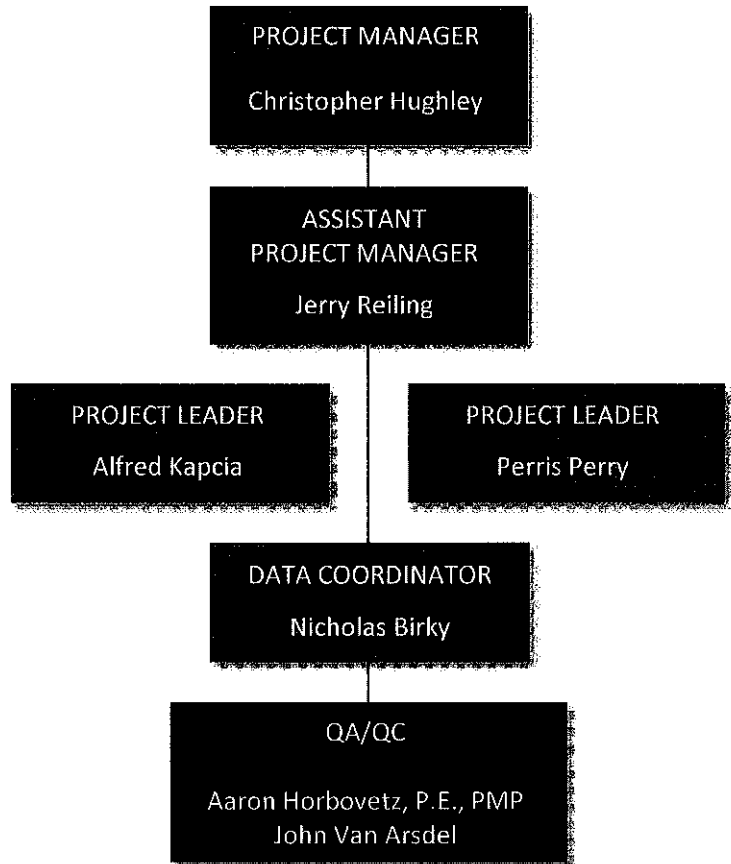 PROJECT MANAGER
Christopher Hughley
ASSISTANT
PROJECT MANAGER
Jerry Reiling
PROJECT LEADER
Alfred Kapcia
PROJECT LEADER
Perris Perry
DATA COORDINATOR
Nicholas Birky
QA/QC
Aaron Horbovetz, P.E., PMP
John Van Arsdel